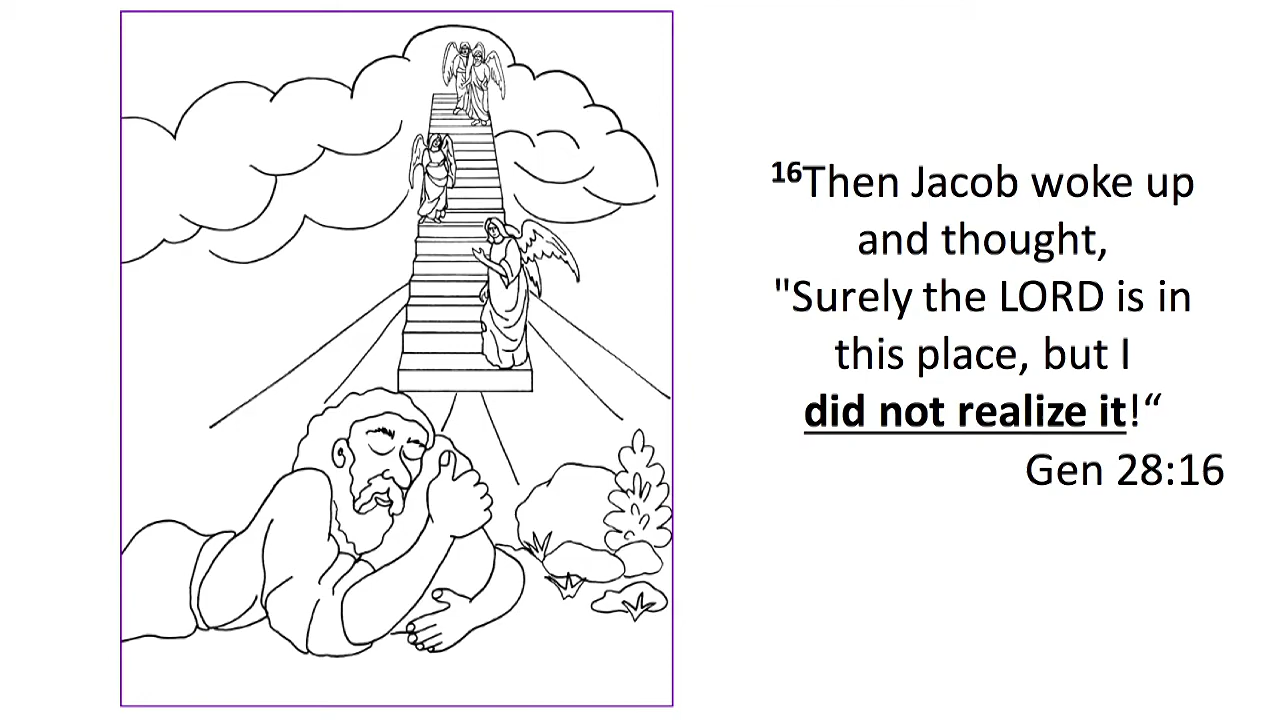 16Then Jacob woke up
and thought,
"Surely the LORD is in
this place, but I
did not realize it!“
Gen 28:16